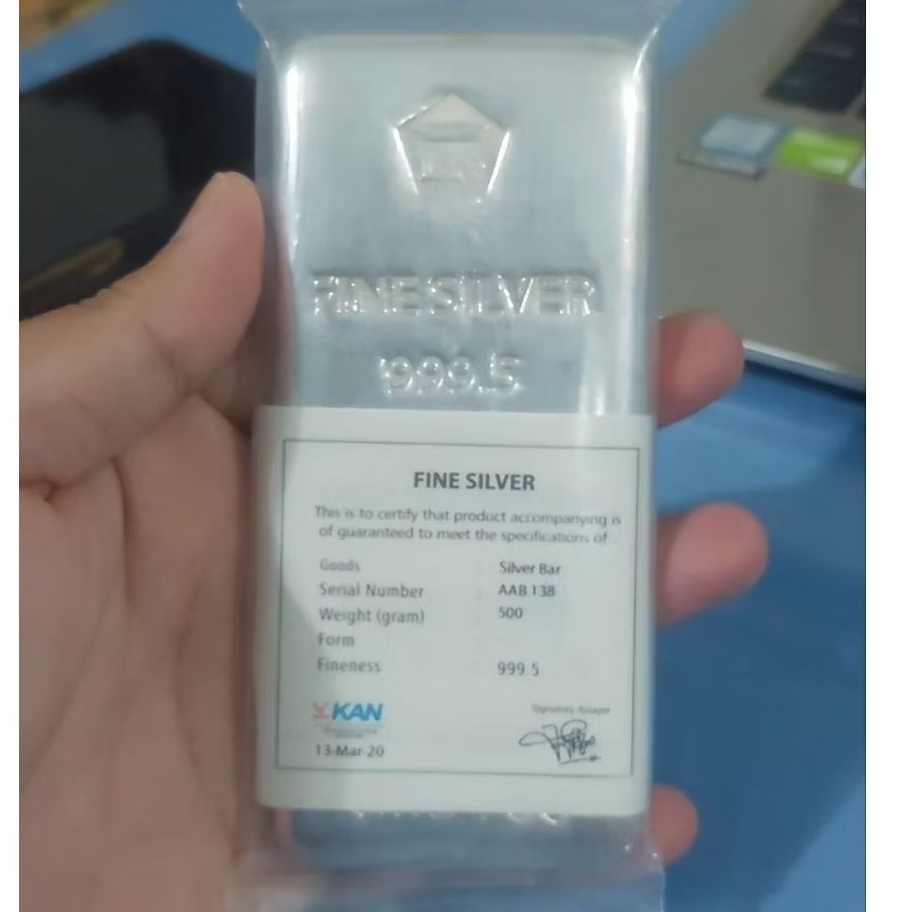 FINE SILVER
999.5
FINE SILVER
This is to certify that product accompanying is
of guaranteed to meet the specifications of
Goods Silver Bar
Serial Number AAB 138
Weight (gram) 500
Form
Fineness 999.5
KAN
Signatory Assayer
13-Mar-20